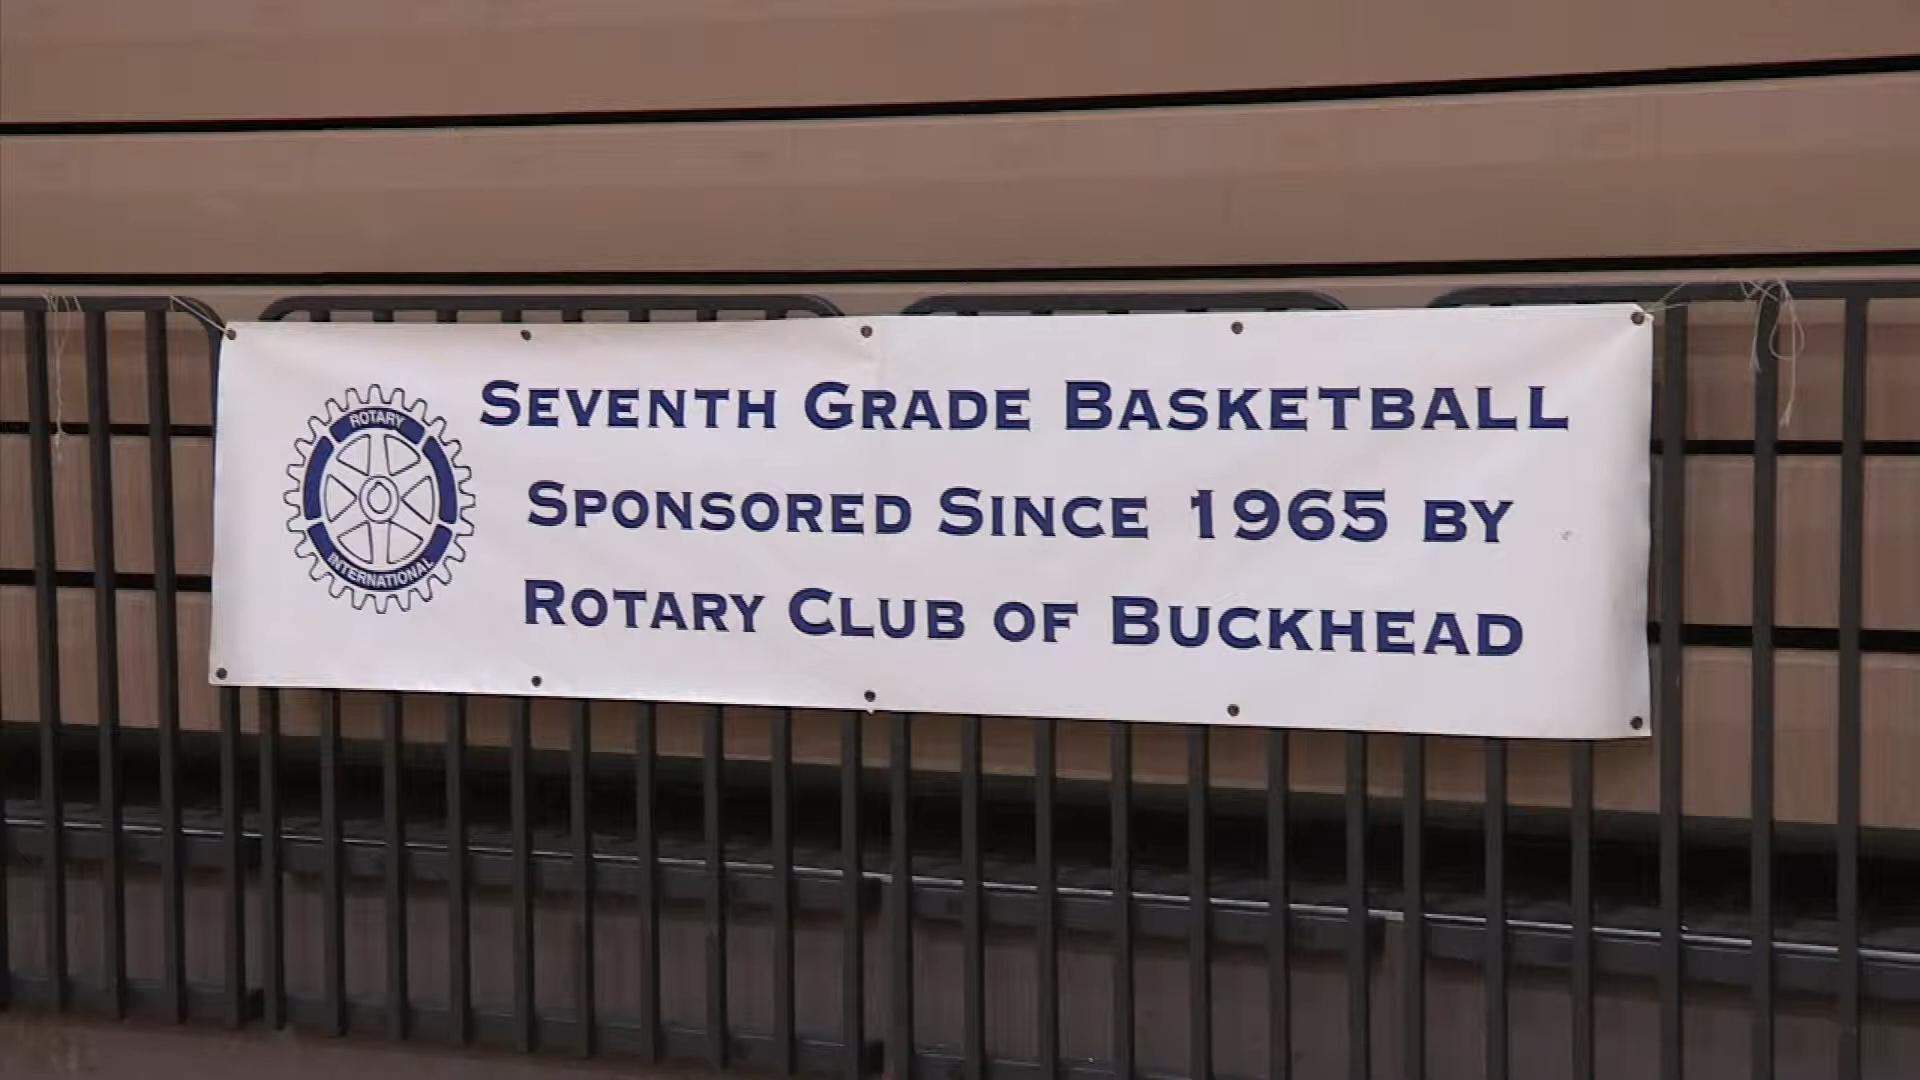 SEVENTH GRADE BASKETBALL
SPONSORED SINCE 1965 BY
ROTARY CLUB OF BUCKHEAD
ROTARY
INTERNATIONAL